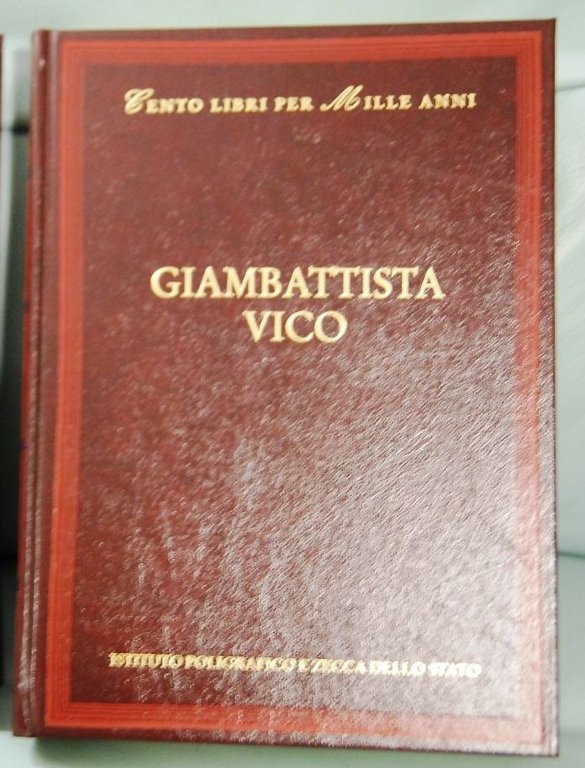 Cento Libri per Mille Anni
GIAMBATTISTA
VICO
ISTITUTO POLIGRAFICO E ZECCA DELLO STATO